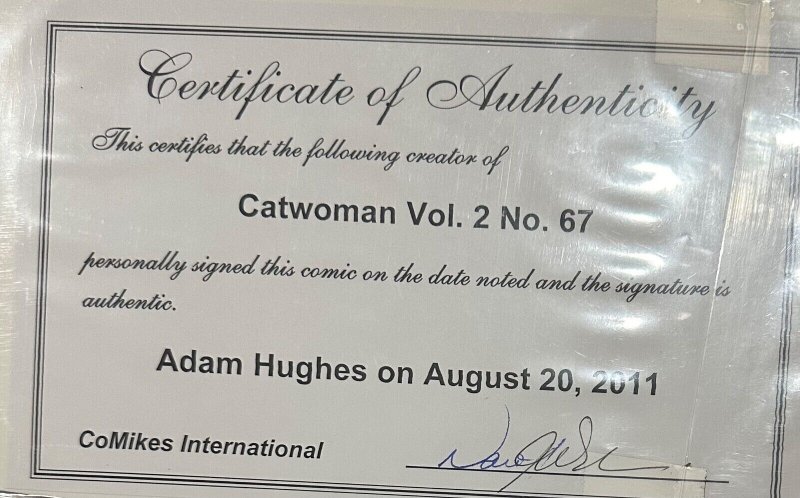 Certificate of Authenticity
This certifies that the following creator of
Catwoman Vol. 2 No. 67
personally signed this comic on the date noted and the signature is
authentic.
Adam Hughes on August 20, 2011
CoMikes International